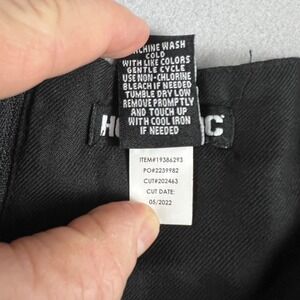 MACHINE WASH
COLD
WITH LIKE COLORS
GENTLE CYCLE
USE NON-CHLORINE
BLEACH IF NEEDED
TUMBLE DRY LOW
REMOVE PROMPTLY
AND TOUCH UP
WITH COOL IRON
IF NEEDED
ITEM#19386293
PO#2239982
CUT#202463
CUT DATE:
05/2022